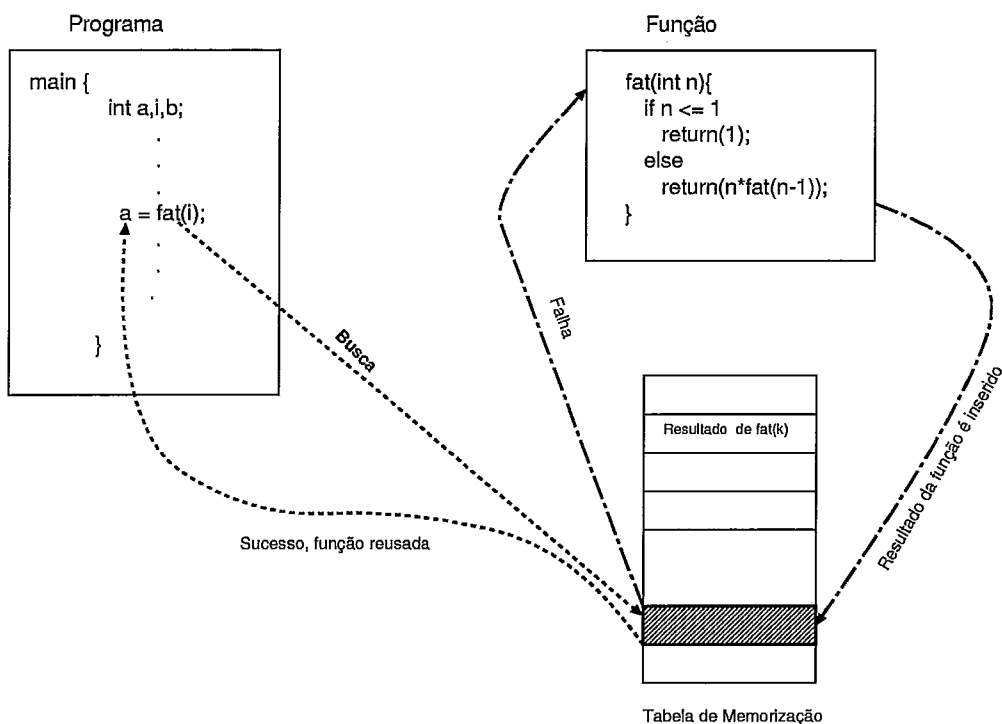 Programa
main {
int a,i,b;
a = fat(i);
}
Função
fat(int n){
if n <= 1
return(1);
else
return(n*fat(n-1));
}
Busca
Falha
Resultado da função é inserido
Sucesso, função reusada
Resultado de fat(k)
Tabela de Memorização